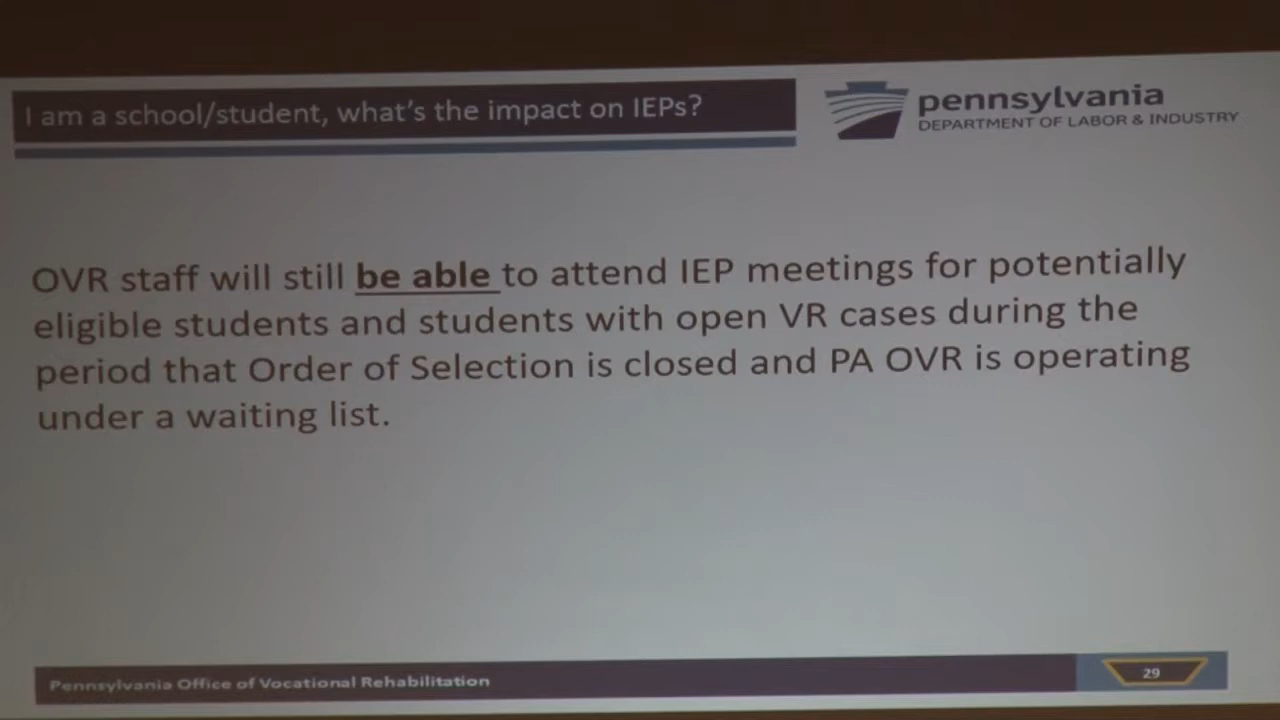 I am a school/student, what's the impact on IEPs?
pennsylvania
DEPARTMENT OF LABOR & INDUSTRY
OVR staff will still be able to attend IEP meetings for potentially
eligible students and students with open VR cases during the
period that Order of Selection is closed and PA OVR is operating
under a waiting list.
Pennsylvania Office of Vocational Rehabilitation
29